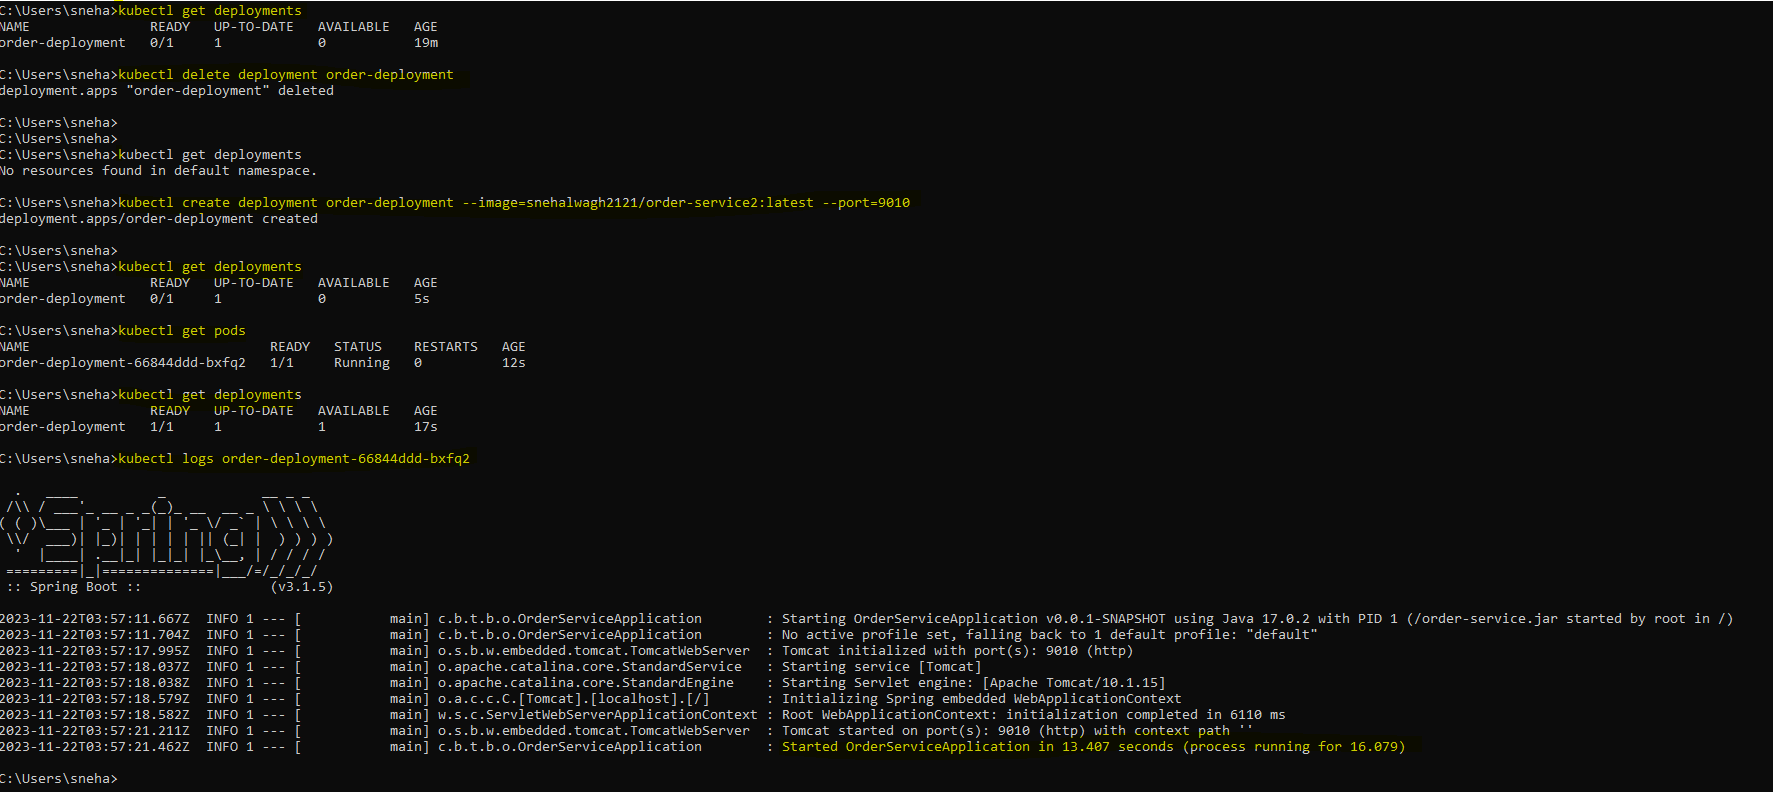 C:\Users\sneha>kubectl get deployments
NAME               READY   UP-TO-DATE   AVAILABLE   AGE
order-deployment   0/1     1            0           19m

C:\Users\sneha>kubectl delete deployment order-deployment
deployment.apps "order-deployment" deleted

C:\Users\sneha>
C:\Users\sneha>
C:\Users\sneha>kubectl get deployments
No resources found in default namespace.

C:\Users\sneha>kubectl create deployment order-deployment --image=snehalwagh2121/order-service2:latest --port=9010
deployment.apps/order-deployment created

C:\Users\sneha>
C:\Users\sneha>kubectl get deployments
NAME               READY   UP-TO-DATE   AVAILABLE   AGE
order-deployment   0/1     1            0           5s

C:\Users\sneha>kubectl get pods
NAME                              READY   STATUS    RESTARTS   AGE
order-deployment-66844ddd-bxfq2   1/1     Running   0          12s

C:\Users\sneha>kubectl get deployments
NAME               READY   UP-TO-DATE   AVAILABLE   AGE
order-deployment   1/1     1            1           17s

C:\Users\sneha>kubectl logs order-deployment-66844ddd-bxfq2

  .   ____          _            __ _ _
 /\\ / ___'_ __ _ _(_)_ __  __ _ \ \ \ \
( ( )\___ | '_ | '_| | '_ \/ _` | \ \ \ \
 \\/  ___)| |_)| | | | | || (_| |  ) ) ) )
  '  |____| .__|_| |_|_| |_\__, | / / / /
 =========|_|==============|___/=/_/_/_/
 :: Spring Boot ::                (v3.1.5)

2023-11-22T03:57:11.667Z  INFO 1 --- [           main] c.b.t.b.o.OrderServiceApplication        : Starting OrderServiceApplication v0.0.1-SNAPSHOT using Java 17.0.2 with PID 1 (/order-service.jar started by root in /)
2023-11-22T03:57:11.704Z  INFO 1 --- [           main] c.b.t.b.o.OrderServiceApplication        : No active profile set, falling back to 1 default profile: "default"
2023-11-22T03:57:17.995Z  INFO 1 --- [           main] o.s.b.w.embedded.tomcat.TomcatWebServer  : Tomcat initialized with port(s): 9010 (http)
2023-11-22T03:57:18.037Z  INFO 1 --- [           main] o.apache.catalina.core.StandardService   : Starting service [Tomcat]
2023-11-22T03:57:18.038Z  INFO 1 --- [           main] o.apache.catalina.core.StandardEngine    : Starting Servlet engine: [Apache Tomcat/10.1.15]
2023-11-22T03:57:18.579Z  INFO 1 --- [           main] o.a.c.c.C.[Tomcat].[localhost].[/]       : Initializing Spring embedded WebApplicationContext
2023-11-22T03:57:18.582Z  INFO 1 --- [           main] w.s.c.ServletWebServerApplicationContext : Root WebApplicationContext: initialization completed in 6110 ms
2023-11-22T03:57:21.211Z  INFO 1 --- [           main] o.s.b.w.embedded.tomcat.TomcatWebServer  : Tomcat started on port(s): 9010 (http) with context path ''
2023-11-22T03:57:21.462Z  INFO 1 --- [           main] c.b.t.b.o.OrderServiceApplication        : Started OrderServiceApplication in 13.407 seconds (process running for 16.079)

C:\Users\sneha>